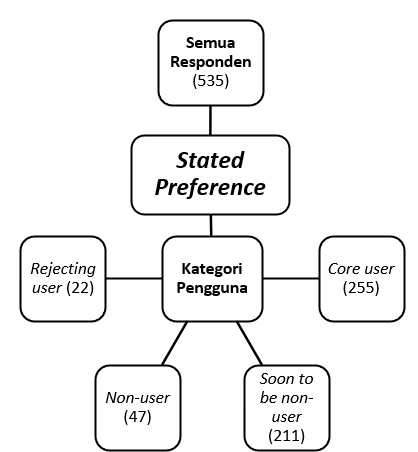 Semua
Responden
(535)
Stated
Preference
Kategori
Pengguna
Rejecting
user (22)
Core user
(255)
Non-user
(47)
Soon to
be non-
user
(211)